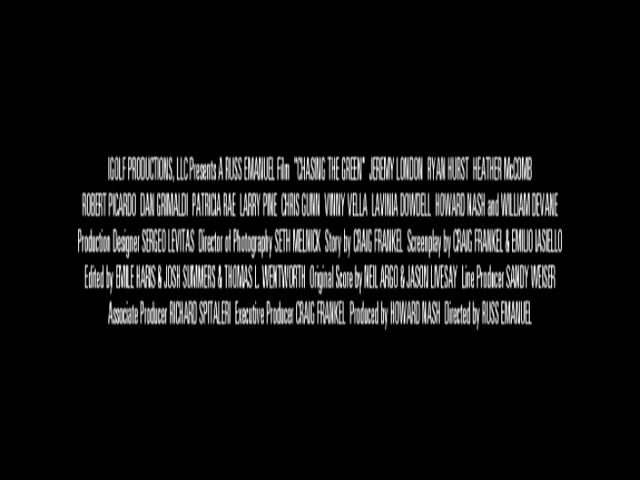 IGOLF PRODUCTIONS, LLC Presents A RUSS EMANUEL Film "CHASING THE GREEN" JEREMY LONDON RYAN HURST HEATHER McCOMB
ROBERT PICARDO DAN GRIMALDI PATRICIA RAE LARRY PINE CHRIS GUNN VINNY VELLA LAVINIA DOWDELL HOWARD NASH and WILLIAM DEVANE
Production Designer SERGEO LEVITAS Director of Photography SETH MELNICK Story by CRAIG FRANKEL Screenplay by CRAIG FRANKEL & EMILIO IASIELLO
Edited by EMILE HARIS & JOSH SUMMERS & THOMAS L. WENTWORTH Original Score by NEIL ARGO & JASON LIVESAY Line Producer SANDY WEISER
Associate Producer RICHARD SPITALERI Executive Producer CRAIG FRANKEL Produced by HOWARD NASH Directed by RUSS EMANUEL